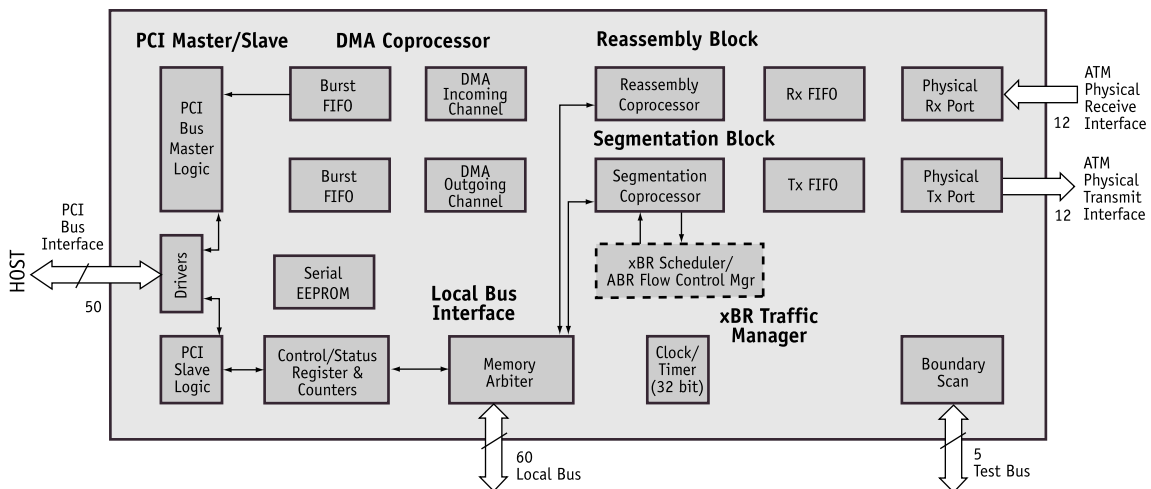 PCI Master/Slave
DMA Coprocessor
Reassembly Block
PCI
Bus
Master
Logic
Burst
FIFO
DMA
Incoming
Channel
Reassembly
Coprocessor
Rx FIFO
Physical
Rx Port
ATM
Physical
Receive
Interface
12
Segmentation Block
Burst
FIFO
DMA
Outgoing
Channel
Segmentation
Coprocessor
Tx FIFO
Physical
Tx Port
ATM
Physical
Transmit
Interface
12
HOST
PCI
Bus
Interface
50
Drivers
Serial
EEPROM
xBR Scheduler/
ABR Flow Control Mgr
Local Bus
Interface
xBR Traffic
Manager
PCI
Slave
Logic
Control/Status
Register &
Counters
Memory
Arbiter
Clock/
Timer
(32 bit)
Boundary
Scan
60
Local Bus
5
Test Bus